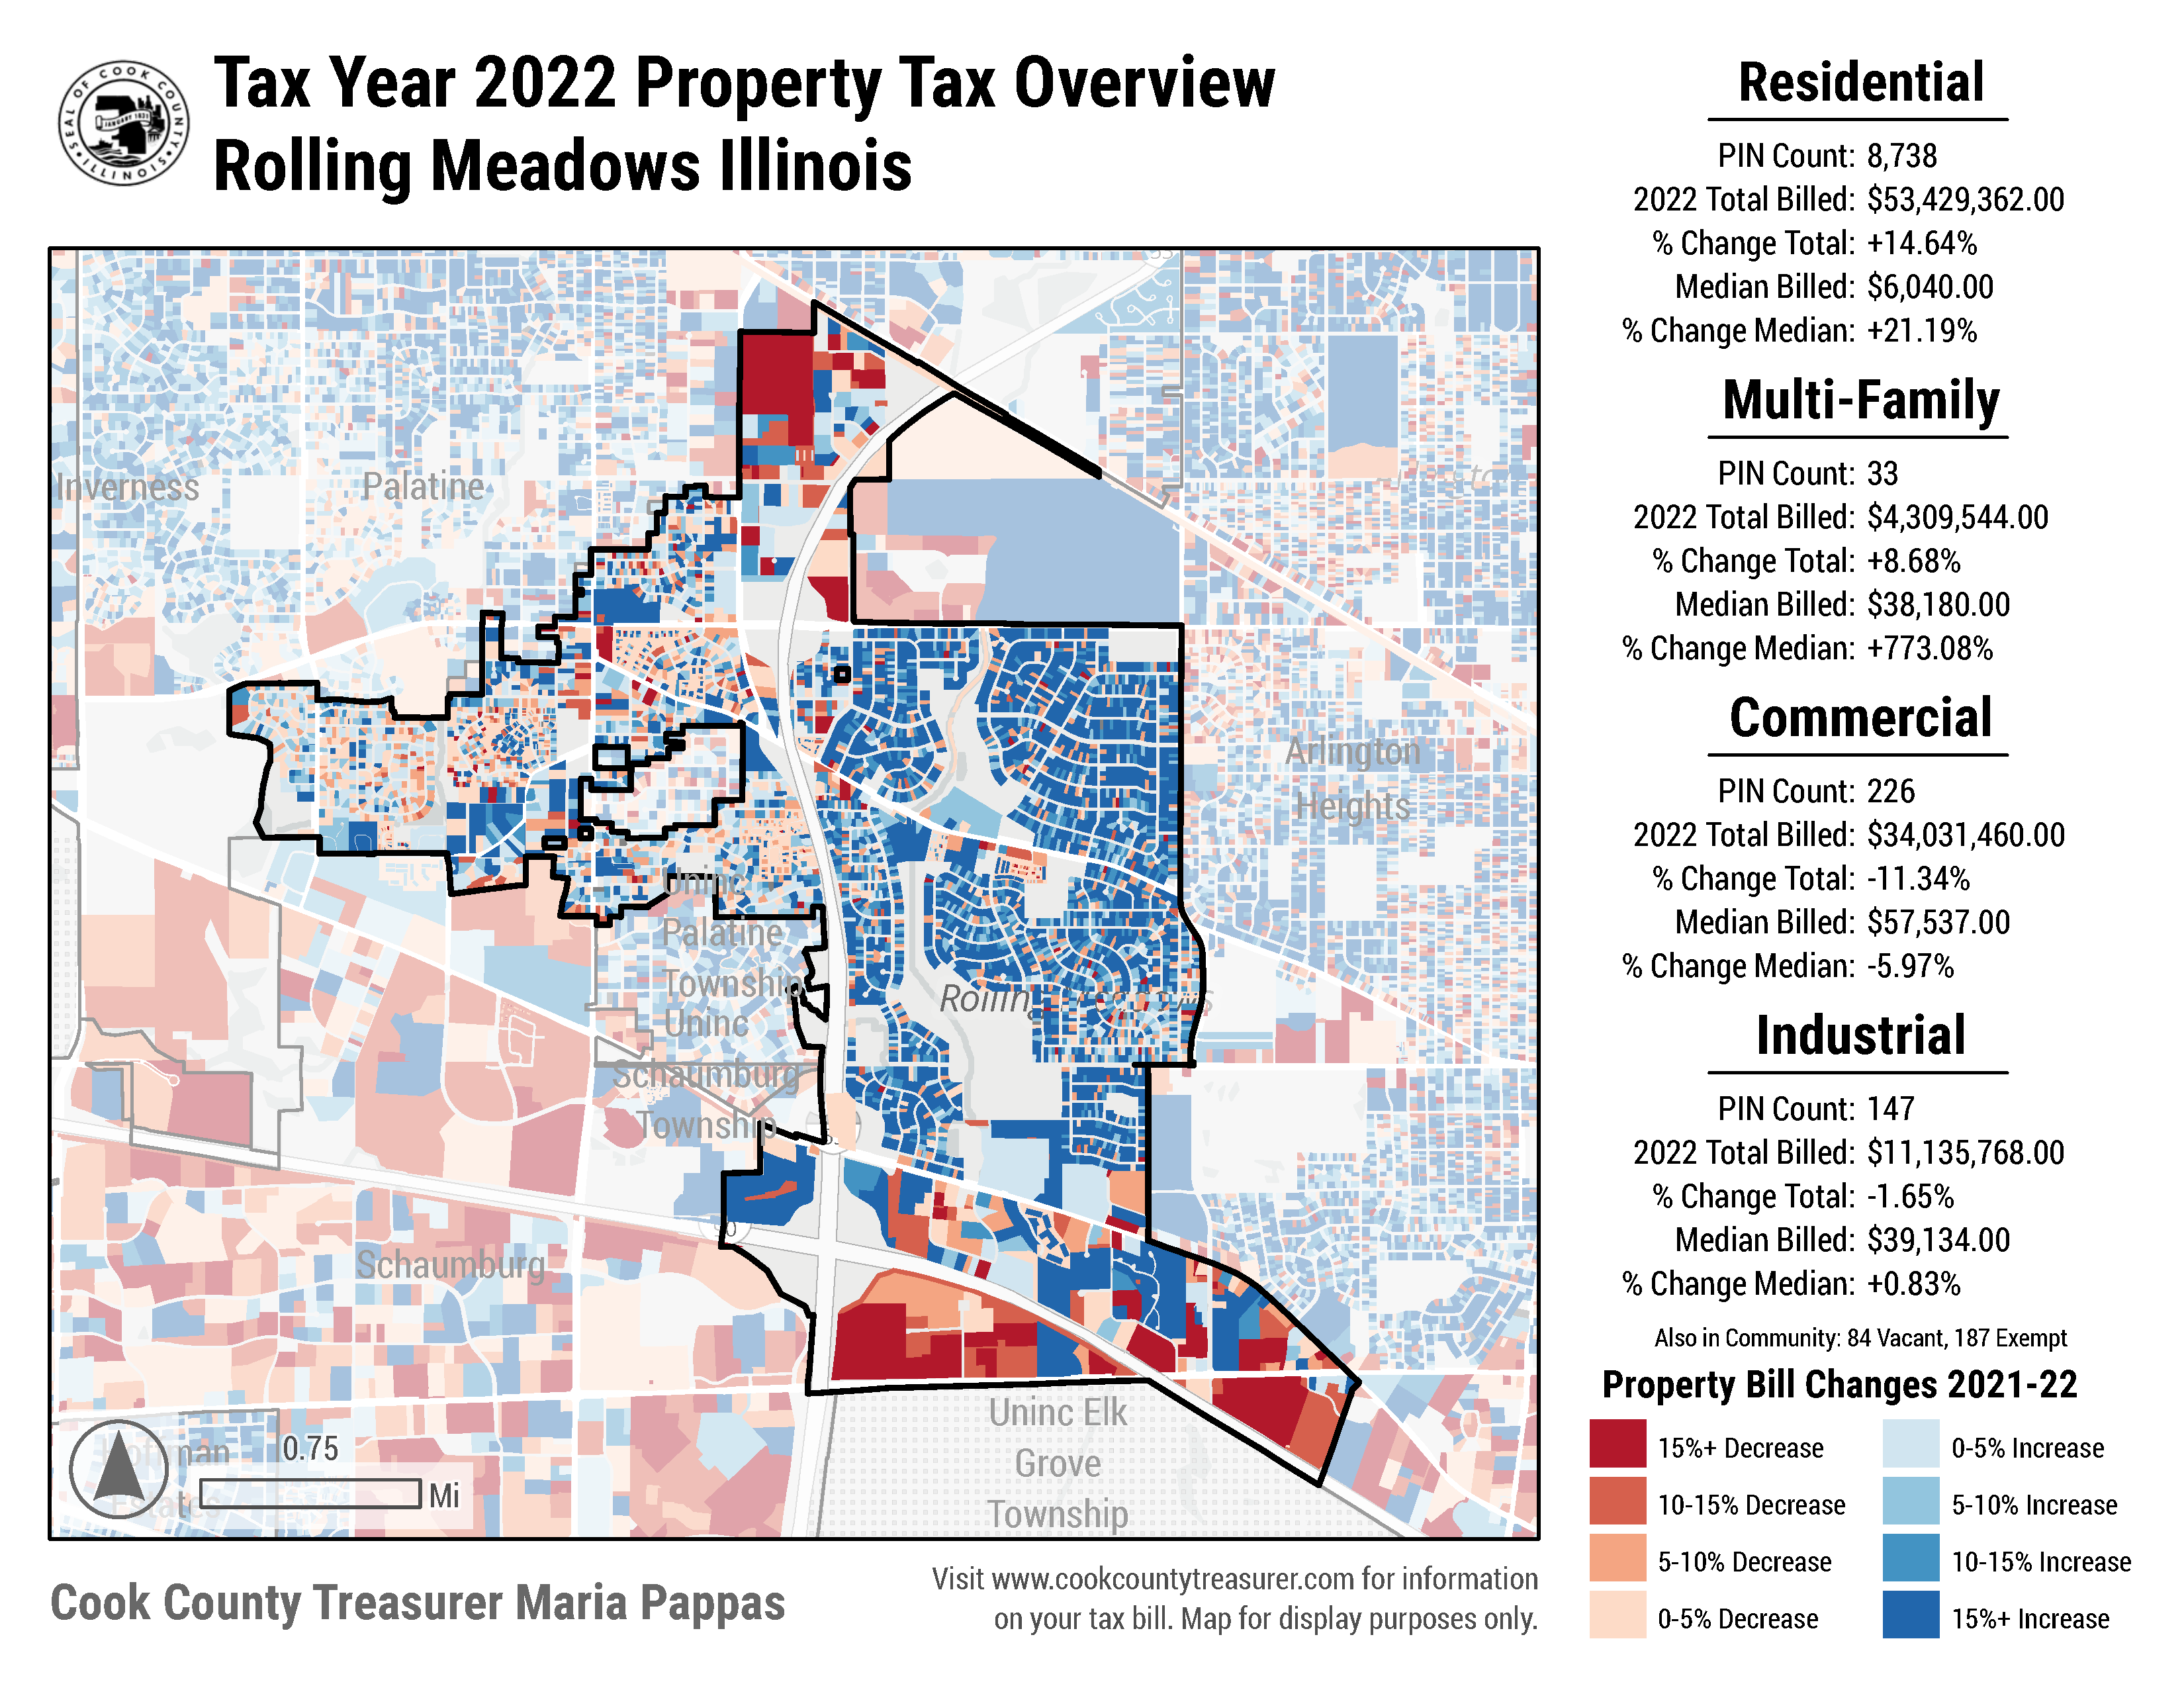 SEAL OF COOK COUNTY
ILLINOIS
JANUARY 1831
Tax Year 2022 Property Tax Overview
Rolling Meadows Illinois
Inverness
Palatine
Arlington
Heights
Uninc
Palatine
Township
Uninc
Schaumburg
Township
Schaumburg
90
Uninc Elk
Grove
Township
0.75
Mi
Cook County Treasurer Maria Pappas
Visit www.cookcountytreasurer.com for information
on your tax bill. Map for display purposes only.
Residential
PIN Count: 8,738
2022 Total Billed: $53,429,362.00
% Change Total: +14.64%
Median Billed: $6,040.00
% Change Median: +21.19%
Multi-Family
PIN Count: 33
2022 Total Billed: $4,309,544.00
% Change Total: +8.68%
Median Billed: $38,180.00
% Change Median: +773.08%
Commercial
PIN Count: 226
2022 Total Billed: $34,031,460.00
% Change Total: -11.34%
Median Billed: $57,537.00
% Change Median: -5.97%
Industrial
PIN Count: 147
2022 Total Billed: $11,135,768.00
% Change Total: -1.65%
Median Billed: $39,134.00
% Change Median: +0.83%
Also in Community: 84 Vacant, 187 Exempt
Property Bill Changes 2021-22
15%+ Decrease
10-15% Decrease
5-10% Decrease
0-5% Decrease
0-5% Increase
5-10% Increase
10-15% Increase
15%+ Increase